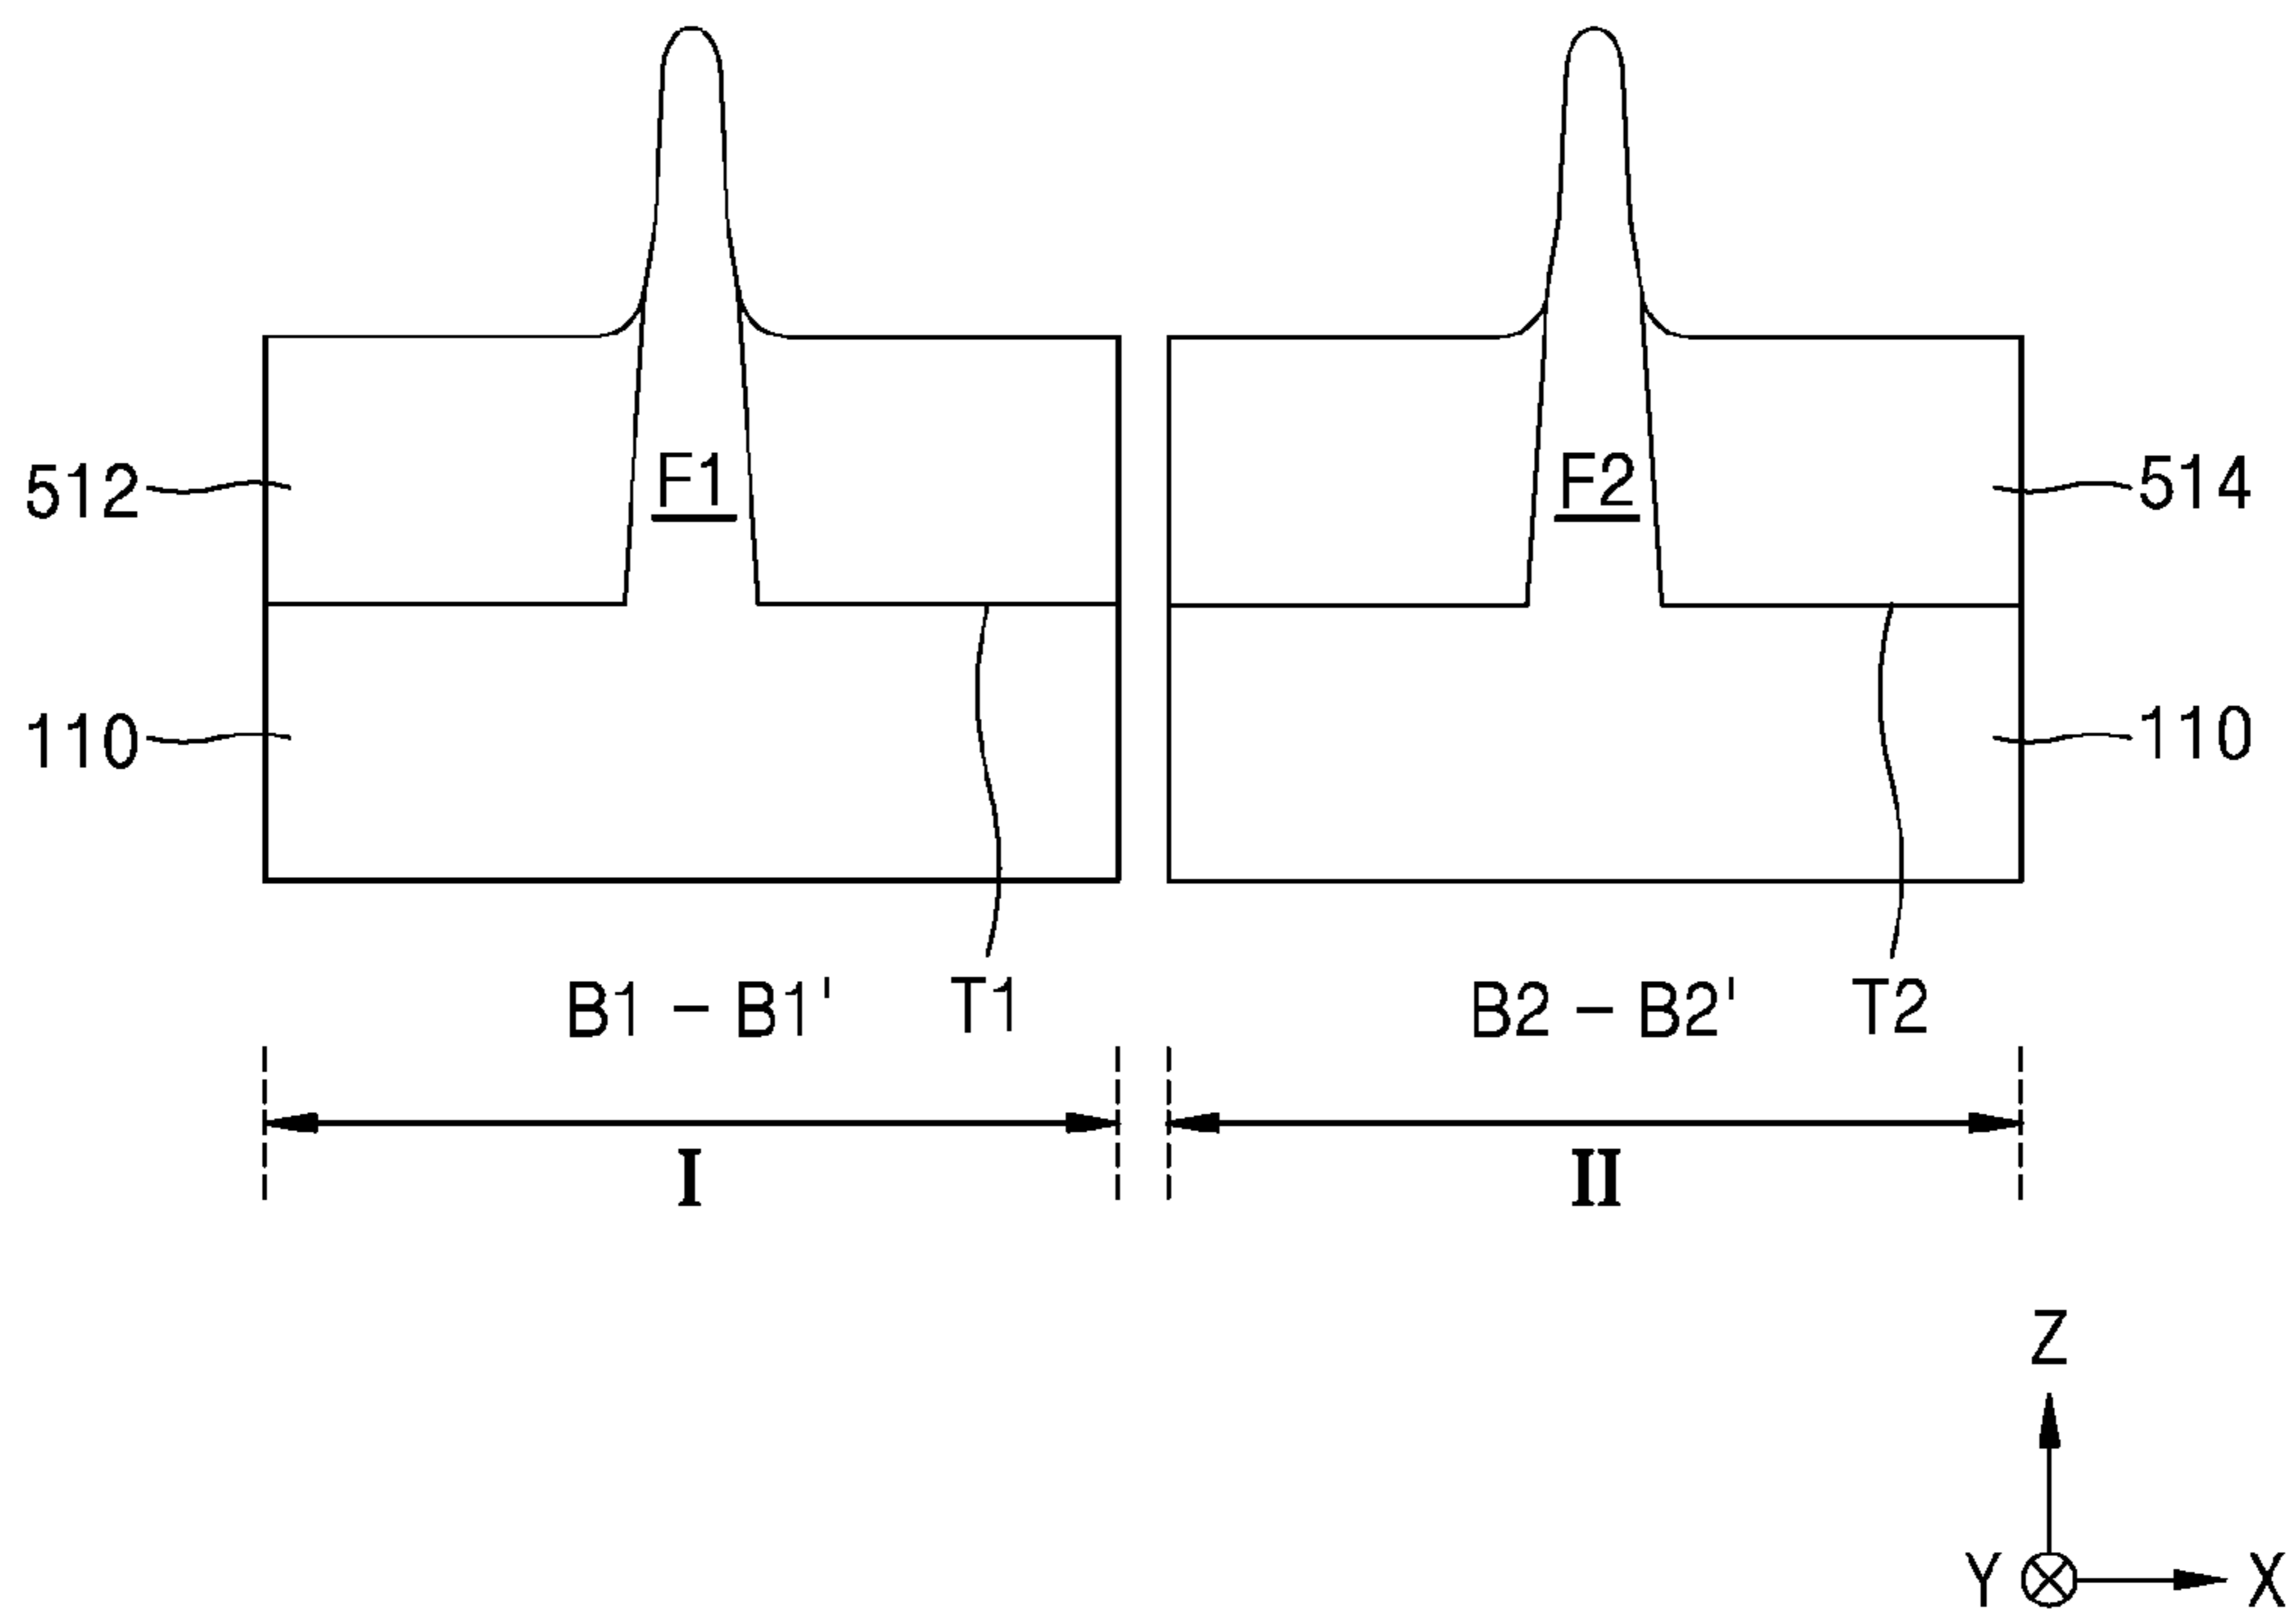 F1 F2
512 514
110 110
B1 – B1' T1 B2 – B2' T2
I II
Z
Y X